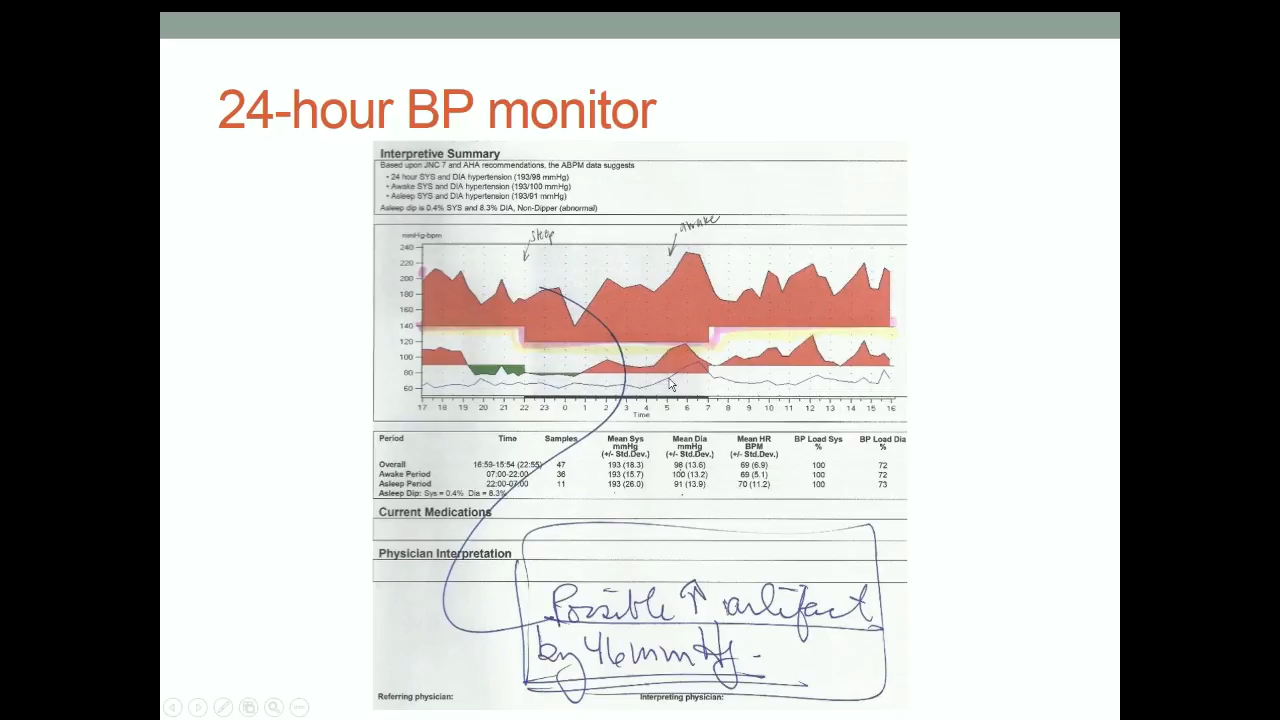 24-hour BP monitor
Interpretive Summary
Based upon JNC 7 and AHA recommendations, the ABPM data suggests
• 24 hour SYS and DIA hypertension (193/98 mmHg)
• Awake SYS and DIA hypertension (193/100 mmHg)
• Asleep SYS and DIA hypertension (193/91 mmHg)
Asleep dip is 0.4% SYS and 8.3% DIA, Non-Dipper (abnormal)
sleep awake
mmHg-bpm
240
220
200
180
160
140
120
100
80
60
17 18 19 20 21 22 23 0 1 2 3 4 5 6 7 8 9 10 11 12 13 14 15 16
Time
Period Time Samples Mean Sys Mean Dia Mean HR BP Load Sys BP Load Dia
mmHg mmHg BPM % %
(+/- Std.Dev.) (+/- Std.Dev.) (+/- Std.Dev.)
Overall 16:59-15:54 (22:55) 47 193 (18.3) 98 (13.6) 69 (6.9) 100 72
Awake Period 07:00-22:00 36 193 (15.7) 100 (13.2) 69 (5.1) 100 72
Asleep Period 22:00-07:00 11 193 (26.0) 91 (13.9) 70 (11.2) 100 73
Asleep Dip: Sys = 0.4% Dia = 8.3%
Current Medications
Physician Interpretation
Possible ↑ artifact
by 46 mm Hg.
Referring physician: Interpreting physician: